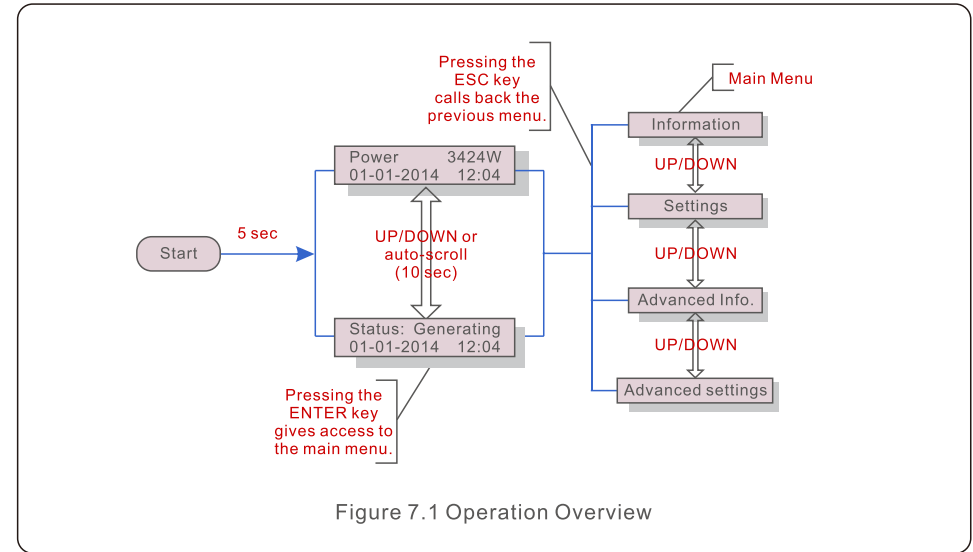 Pressing the
ESC key
calls back the
previous menu.
Main Menu
Information
UP/DOWN
Settings
UP/DOWN
Advanced Info.
UP/DOWN
Advanced settings
Power 3424W
01-01-2014 12:04
UP/DOWN or
auto-scroll
(10 sec)
Status: Generating
01-01-2014 12:04
Start
5 sec
Pressing the
ENTER key
gives access to
the main menu.
Figure 7.1 Operation Overview